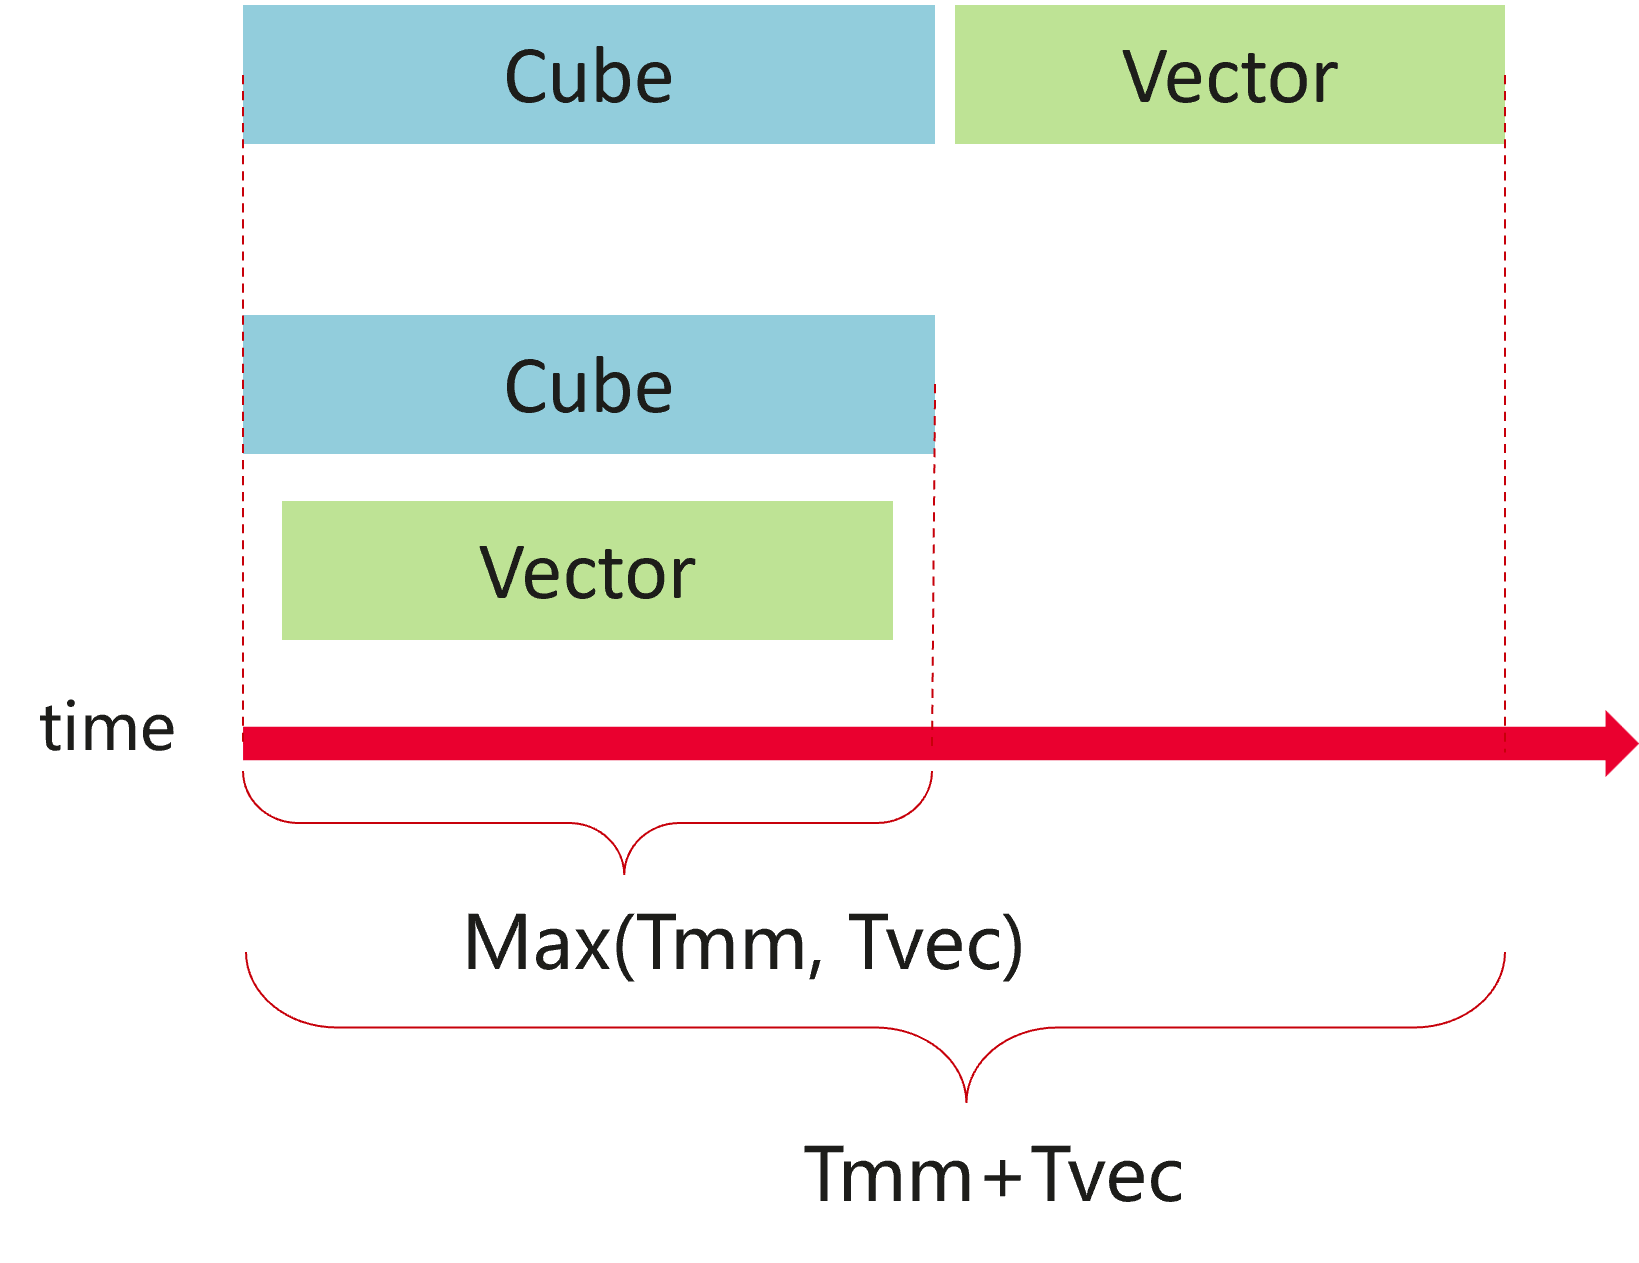 Cube Vector
Cube
Vector
time
Max(Tmm, Tvec)
Tmm+Tvec